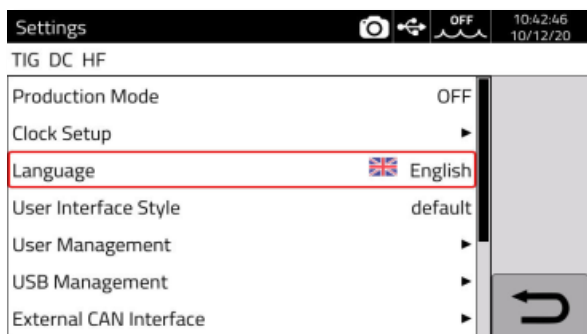 Settings
OFF
10:42:46
10/12/20
TIG DC HF
Production Mode OFF
Clock Setup
Language English
User Interface Style default
User Management
USB Management
External CAN Interface